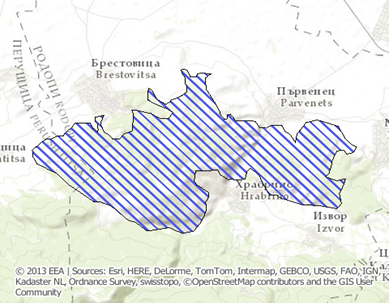 Брестовица
Brestovitsa
РОДОПИ
ПЕРУЩИЦА
Първенец
Parvenets
Храбрино
Hrabrino
Извор
Izvor
© 2013 EEA | Sources: Esri, HERE, DeLorme, TomTom, Intermap, GEBCO, USGS, FAO, IGN,
Kadaster NL, Ordnance Survey, swisstopo, ©OpenStreetMap contributors and the GIS User
Community